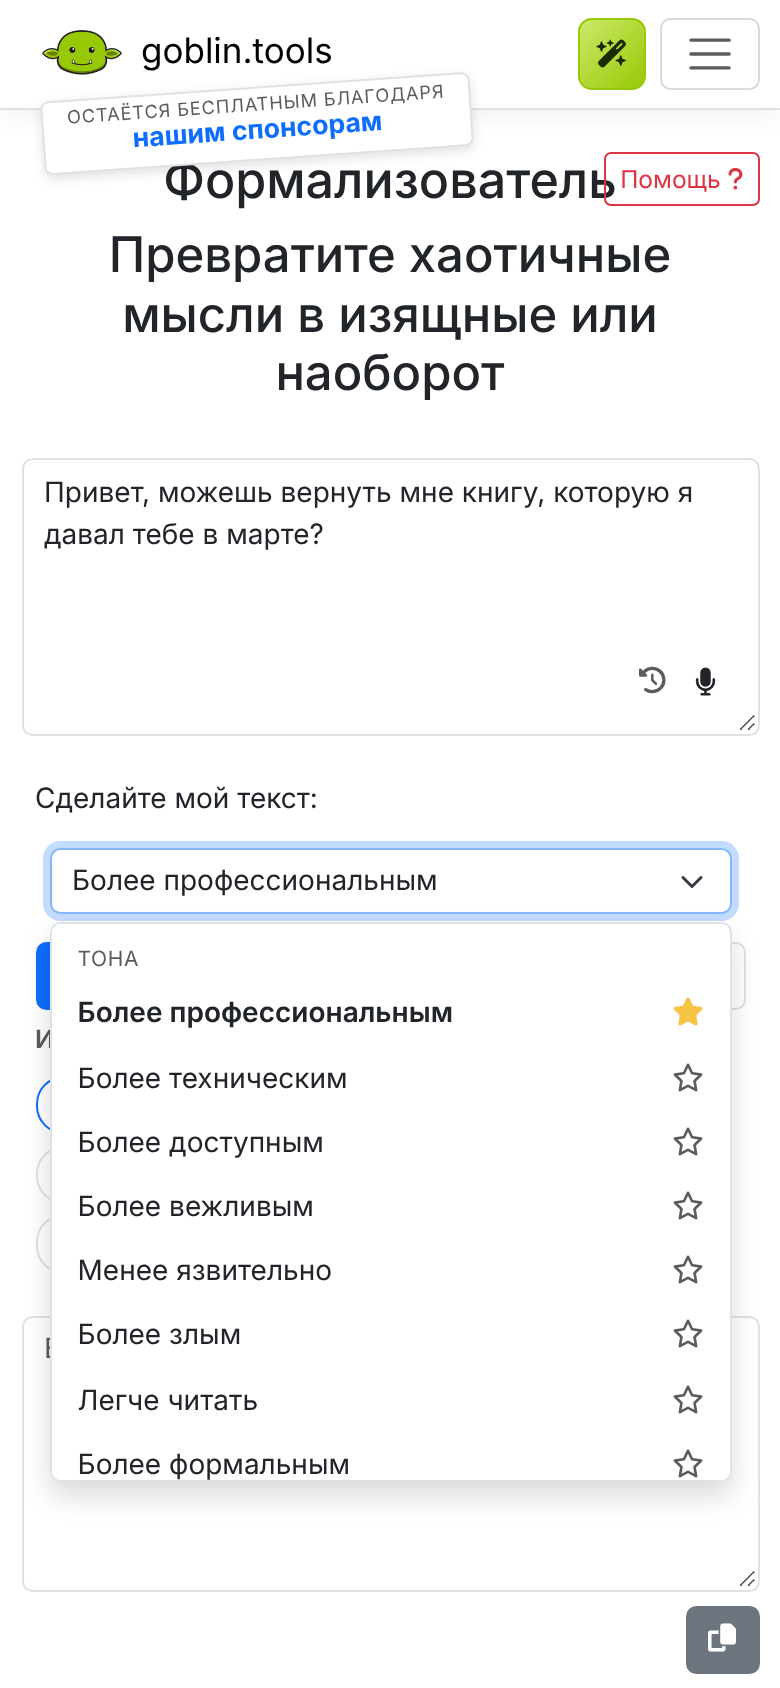 goblin.tools
ОСТАЁТСЯ БЕСПЛАТНЫМ БЛАГОДАРЯ
нашим спонсорам
Формализователь
Помощь ?
Превратите хаотичные
мысли в изящные или
наоборот
Привет, можешь вернуть мне книгу, которую я
давал тебе в марте?
Сделайте мой текст:
Более профессиональным
ТОНА
Более профессиональным
Более техническим
Более доступным
Более вежливым
Менее язвительно
Более злым
Легче читать
Более формальным